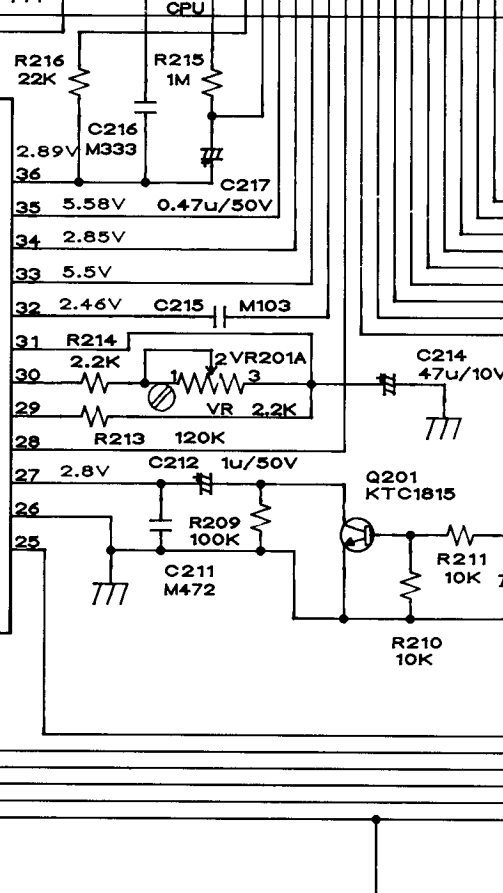 CPU
R216
22K
R215
1M
C216
M333
2.89V
36
C217
0.47u/50V
35
5.58V
34
2.85V
33
5.5V
32
2.46V
C215
M103
31
R214
2.2K
2
VR201A
C214
47u/10V
30
1
3
29
VR
2.2K
R213
120K
28
27
2.8V
C212
1u/50V
Q201
KTC1815
26
R209
100K
25
R211
10K
C211
M472
R210
10K